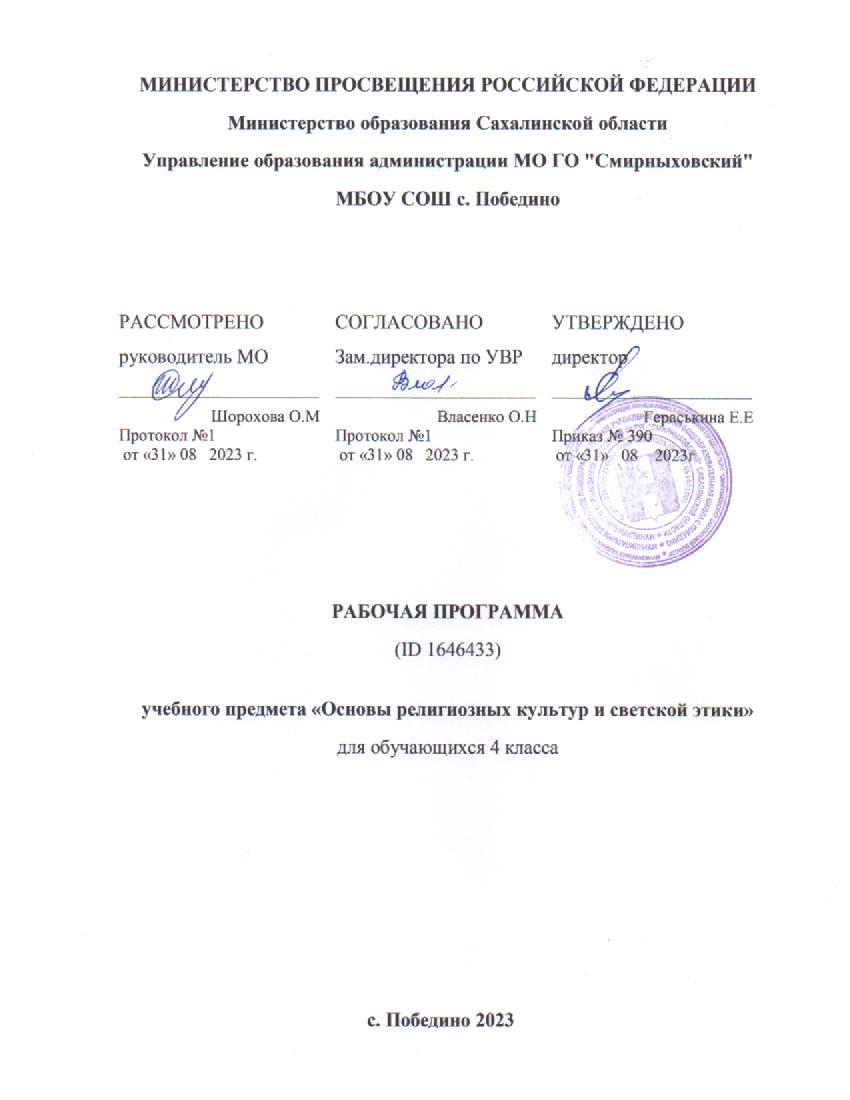 МИНИСТЕРСТВО ПРОСВЕЩЕНИЯ РОССИЙСКОЙ ФЕДЕРАЦИИ
Министерство образования Сахалинской области
Управление образования администрации МО ГО "Смирныховский"
МБОУ СОШ с. Победино
РАССМОТРЕНО СОГЛАСОВАНО УТВЕРЖДЕНО
руководитель МО Зам.директора по УВР директор
Шорохова О.М Власенко О.Н Гераськина Е.Е
Протокол №1 Протокол №1 Приказ № 390
от «31» 08 2023 г. от «31» 08 2023 г. от «31» 08 2023г
РАБОЧАЯ ПРОГРАММА
(ID 1646433)
учебного предмета «Основы религиозных культур и светской этики»
для обучающихся 4 класса
с. Победино 2023